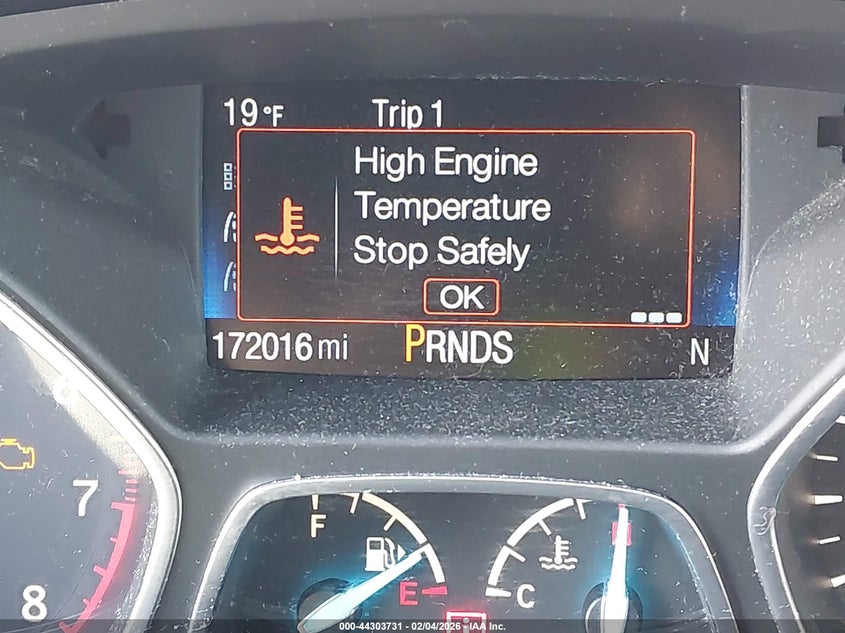 19°F
Trip 1
High Engine
Temperature
Stop Safely
OK
172016 mi
PRNDS
N
7
8
F
E
C
000-44303731 - 02/04/2026 - IAA Inc.